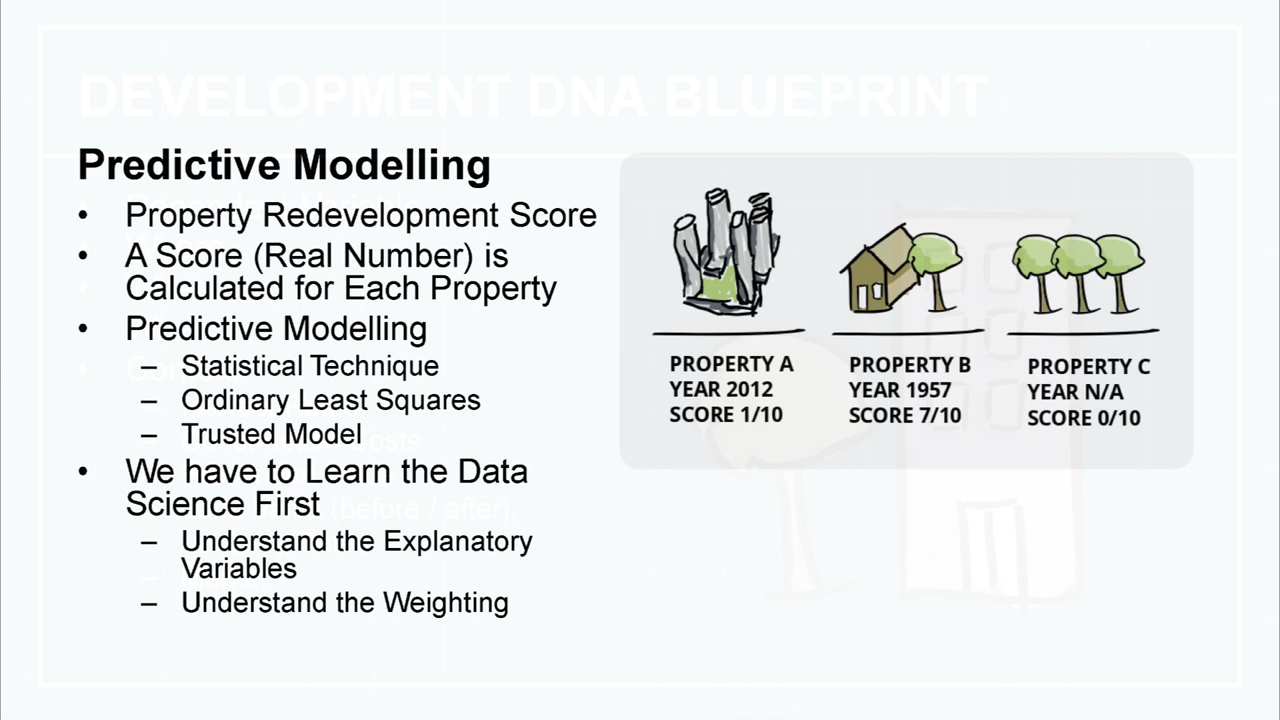 DEVELOPMENT DNA BLUEPRINT
Predictive Modelling
• Property Redevelopment Score
• A Score (Real Number) is
Calculated for Each Property
• Predictive Modelling
– Statistical Technique
– Ordinary Least Squares
– Trusted Model
• We have to Learn the Data
Science First
(before / after)
– Understand the Explanatory
Variables
– Understand the Weighting
PROPERTY A
YEAR 2012
SCORE 1/10
PROPERTY B
YEAR 1957
SCORE 7/10
PROPERTY C
YEAR N/A
SCORE 0/10